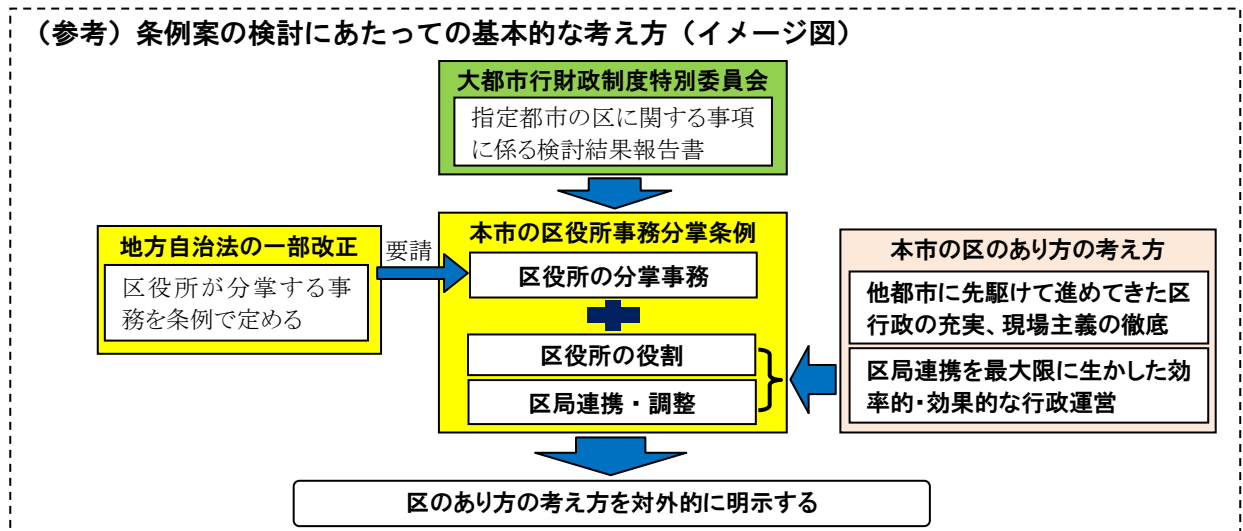 （参考）条例案の検討にあたっての基本的な考え方（イメージ図）
大都市行財政制度特別委員会
指定都市の区に関する事項
に係る検討結果報告書
地方自治法の一部改正
区役所が分掌する事
務を条例で定める
要請
本市の区役所事務分掌条例
区役所の分掌事務
区役所の役割
区局連携・調整
本市の区のあり方の考え方
他都市に先駆けて進めてきた区
行政の充実、現場主義の徹底
区局連携を最大限に生かした効
率的・効果的な行政運営
区のあり方の考え方を対外的に明示する